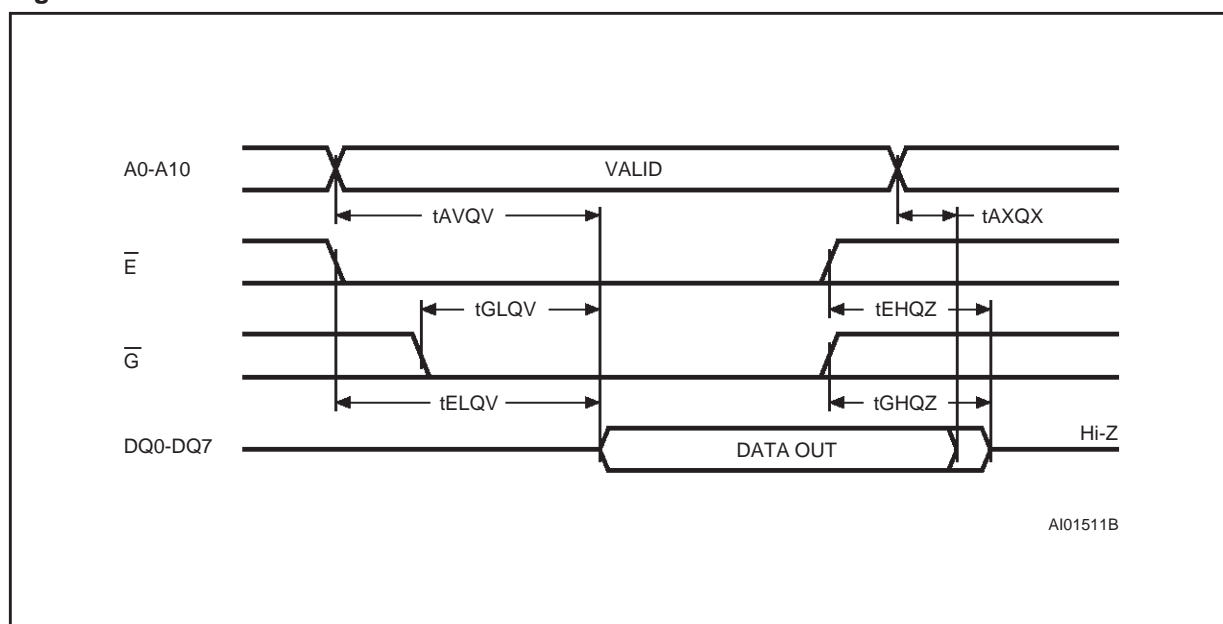 A0-A10
VALID
tAVQV
tAXQX
E
tGLQV
tEHQZ
G
tELQV
tGHQZ
DQ0-DQ7
DATA OUT
Hi-Z
AI01511B